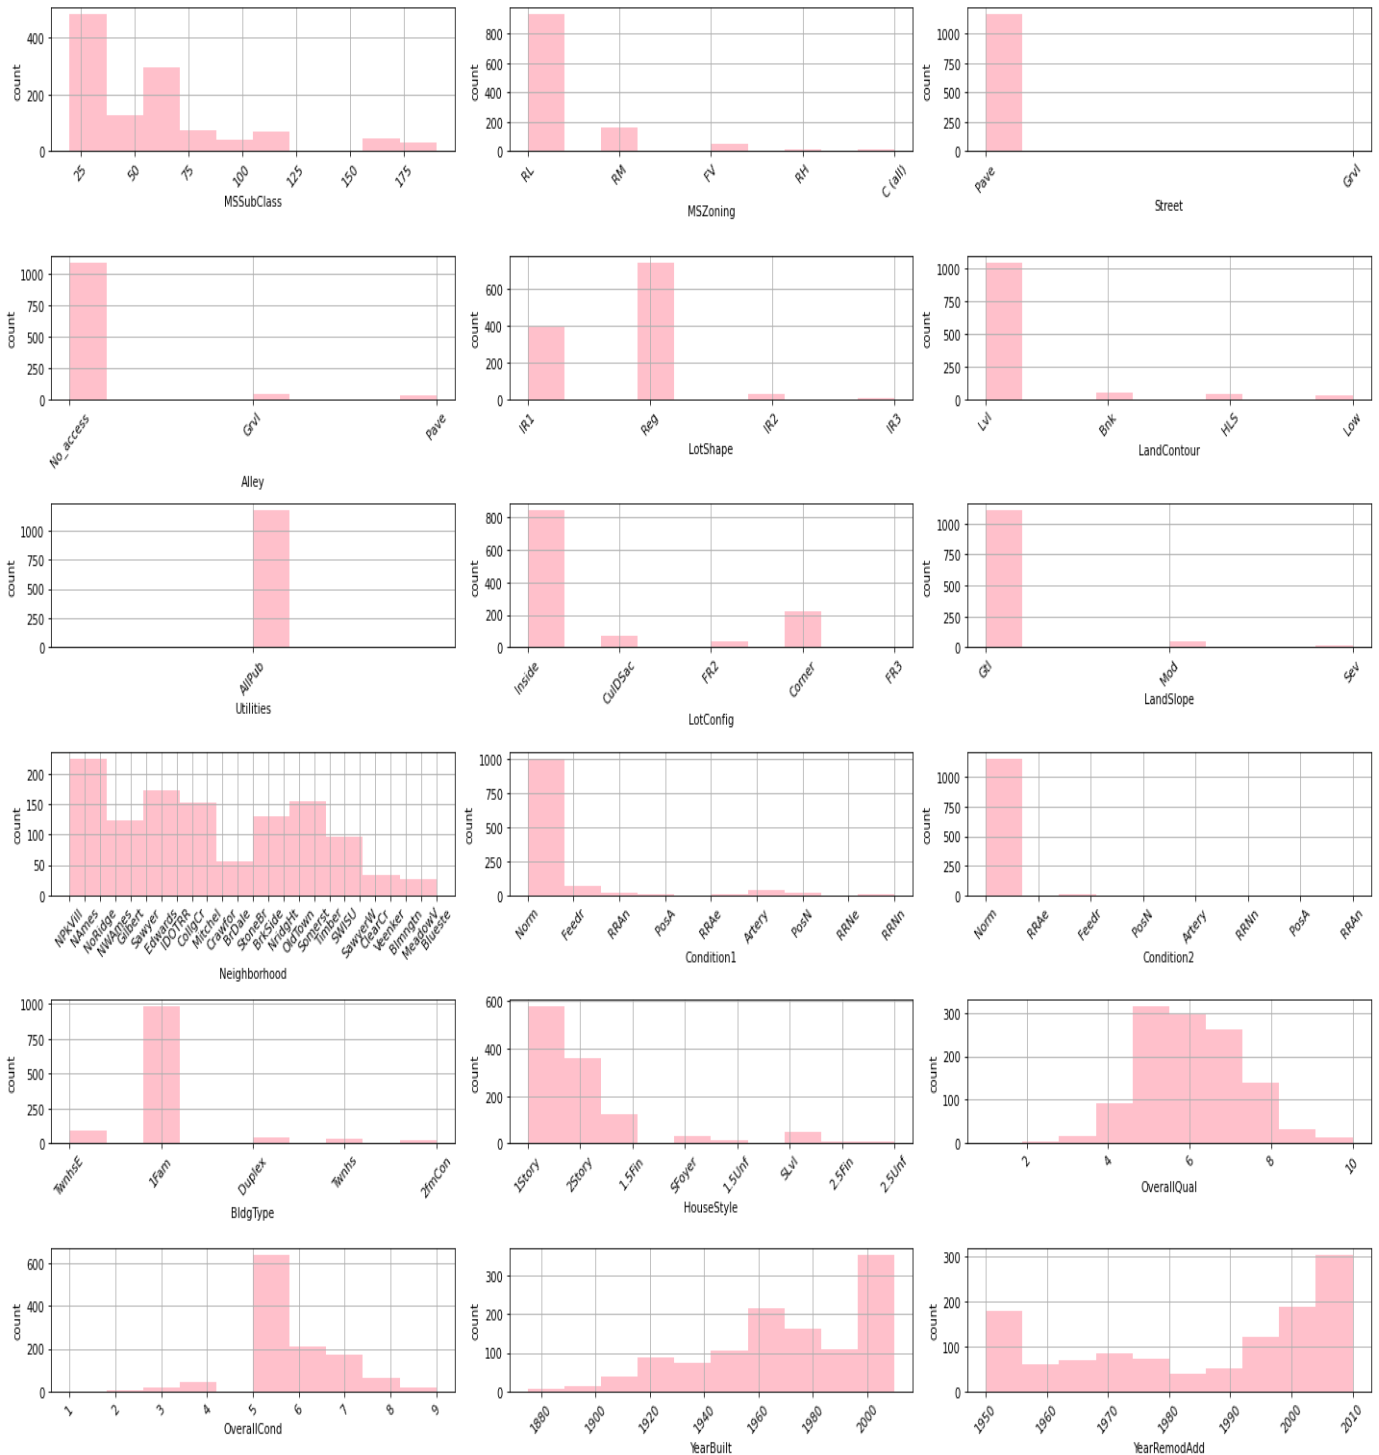 count
400
200
0
25 50 75 100 125 150 175
MSSubClass
count
800
600
400
200
0
RL RM FV RH C (all)
MSZoning
count
1000
750
500
250
0
Pave Grvl
Street
count
1000
750
500
250
0
No_access Grvl Pave
Alley
count
600
400
200
0
IR1 Reg IR2 IR3
LotShape
count
1000
750
500
250
0
Lvl Bnk HLS Low
LandContour
count
1000
750
500
250
0
AllPub
Utilities
count
800
600
400
200
0
Inside CulDSac FR2 Corner FR3
LotConfig
count
1000
750
500
250
0
Gtl Mod Sev
LandSlope
count
200
150
100
50
0
NPkVill NAmes NoRidge NWAmes Gilbert Sawyer Edwards IDOTRR CollgCr Mitchel Crawfor BrDale StoneBr BrkSide NridgHt OldTown Somerst Timber SWISU SawyerW ClearCr Veenker Blmngtn MeadowV Blueste
Neighborhood
count
1000
750
500
250
0
Norm Feedr RRAn PosA RRAe Artery PosN RRNe RRNn
Condition1
count
1000
750
500
250
0
Norm RRAe Feedr PosN Artery RRNn PosA RRAn
Condition2
count
1000
750
500
250
0
TwnhsE 1Fam Duplex Twnhs 2fmCon
BldgType
count
600
400
200
0
1Story 2Story 1.5Fin SFoyer 1.5Unf SLvl 2.5Fin 2.5Unf
HouseStyle
count
300
200
100
0
2 4 6 8 10
OverallQual
count
600
400
200
0
1 2 3 4 5 6 7 8 9
OverallCond
count
300
200
100
0
1880 1900 1920 1940 1960 1980 2000
YearBuilt
count
300
200
100
0
1950 1960 1970 1980 1990 2000 2010
YearRemodAdd